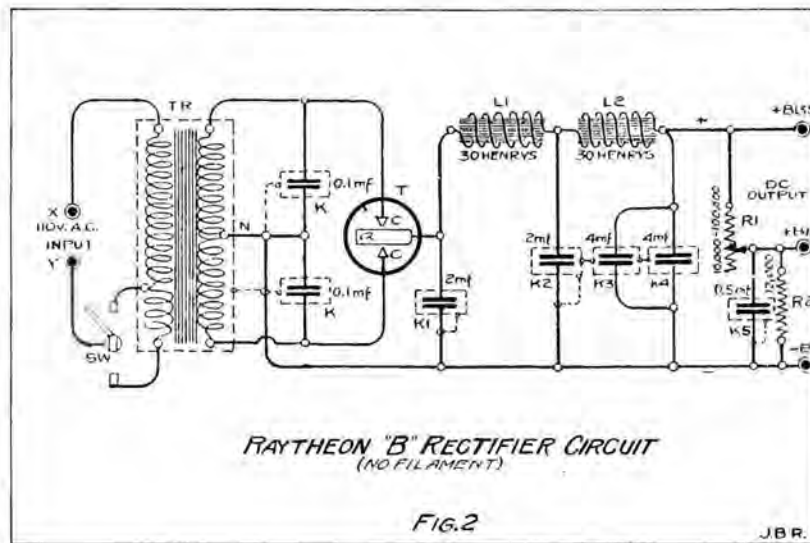 TR
L1
L2
30 HENRYS
30 HENRYS
+
X
110V. A.C.
INPUT
Y
SW
N
0.1mf
K
0.1mf
K
T
C
C
2mf
K1
2mf
K2
4mf
K3
4mf
K4
DC
OUTPUT
R1
0.5mf
K5
-B
RAYTHEON "B" RECTIFIER CIRCUIT
(NO FILAMENT)
FIG.2
J.B.R.